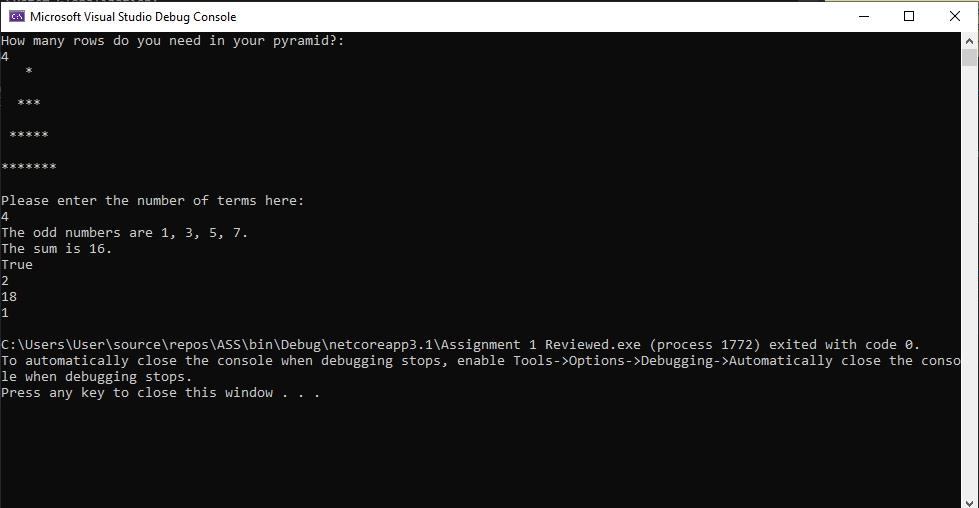 Microsoft Visual Studio Debug Console
How many rows do you need in your pyramid?:
4
   *
  ***
 *****
*******
Please enter the number of terms here:
4
The odd numbers are 1, 3, 5, 7.
The sum is 16.
True
2
18
1
C:\Users\User\source\repos\ASS\bin\Debug\netcoreapp3.1\Assignment 1 Reviewed.exe (process 1772) exited with code 0.
To automatically close the console when debugging stops, enable Tools->Options->Debugging->Automatically close the conso
le when debugging stops.
Press any key to close this window . . .